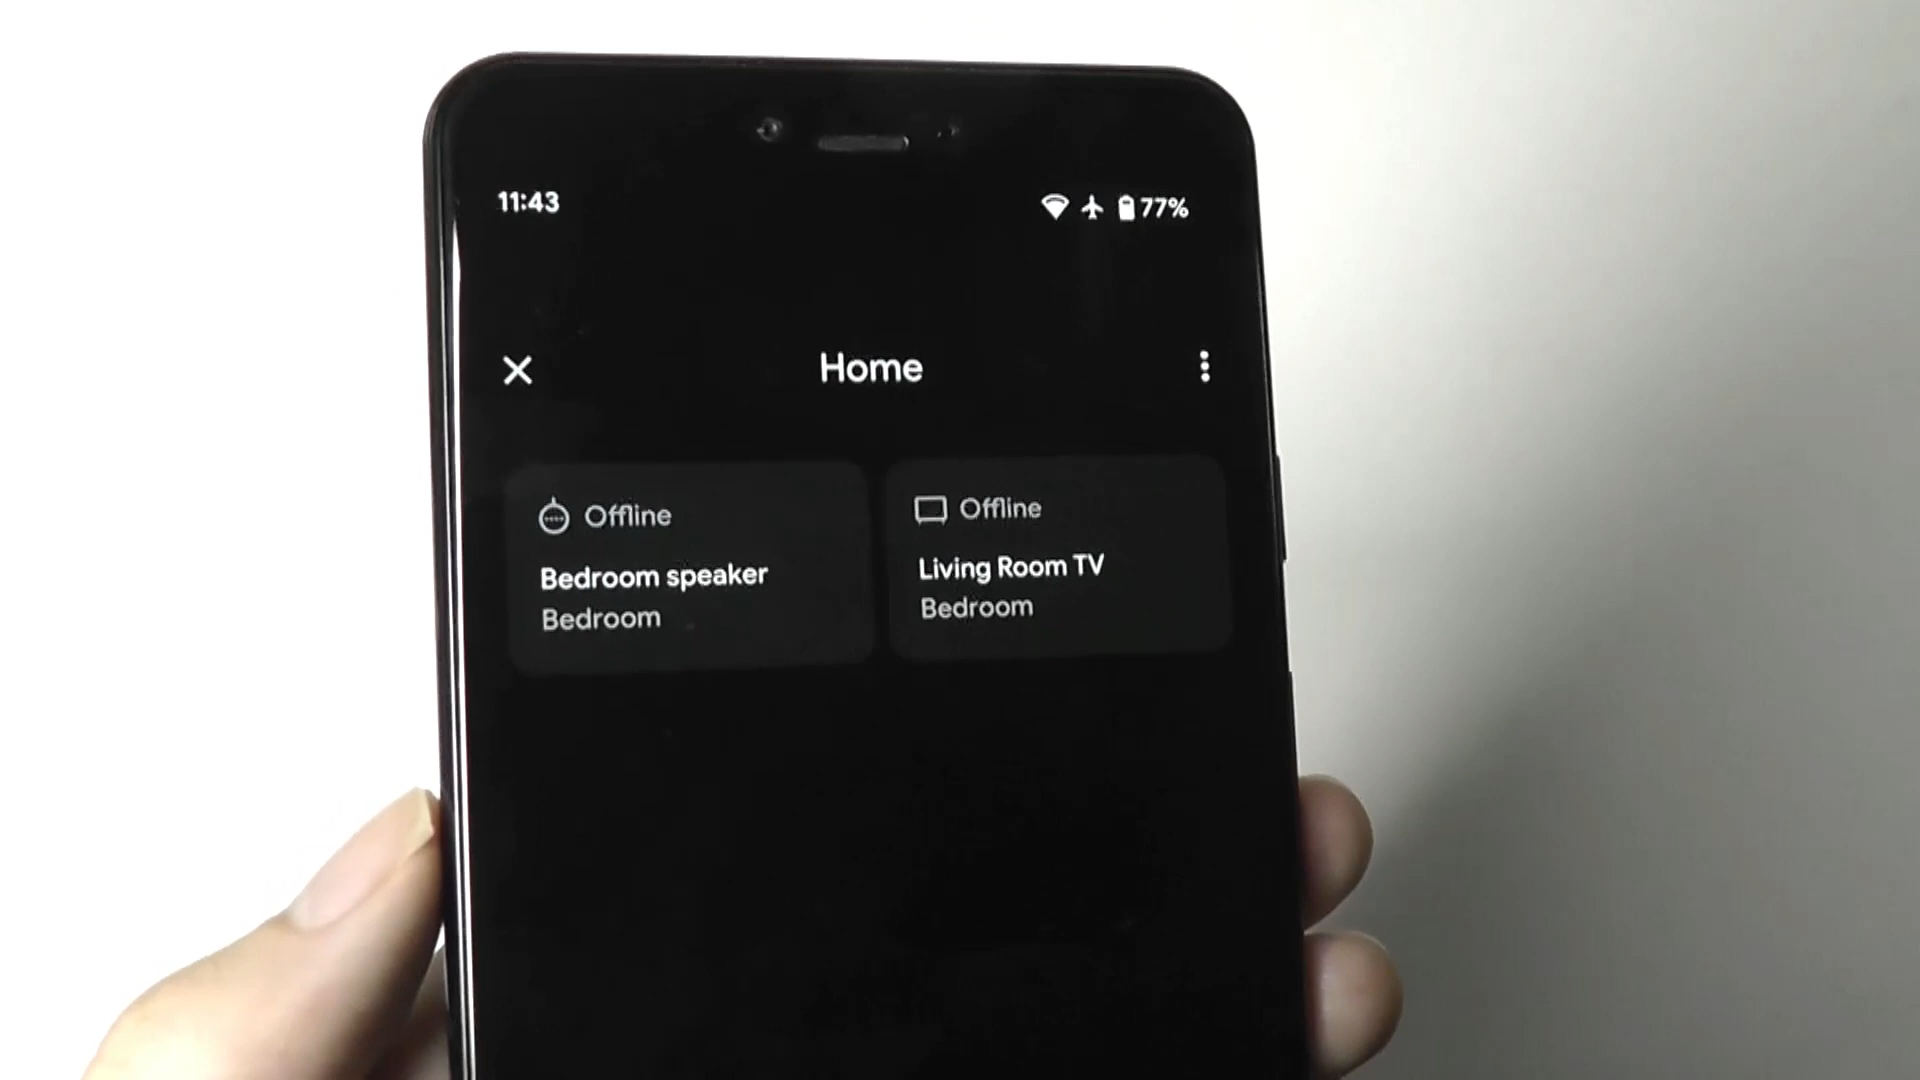 11:43
77%
Home
Offline
Bedroom speaker
Bedroom
Offline
Living Room TV
Bedroom